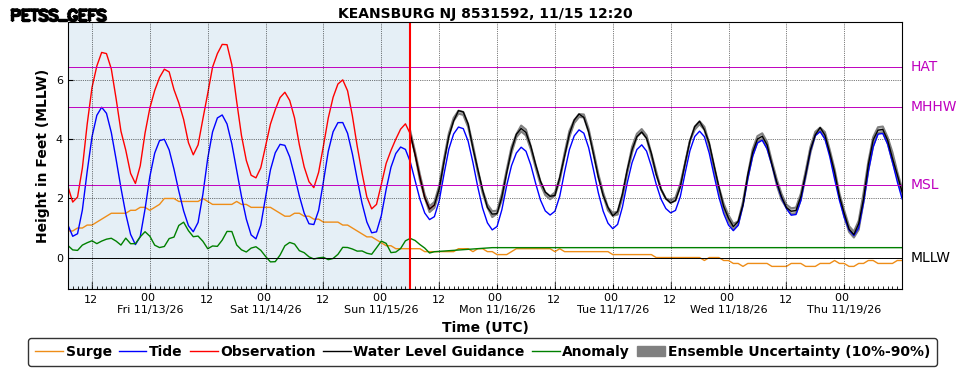 PETSS_GEFS
KEANSBURG NJ 8531592, 11/15 12:20
Height in Feet (MLLW)
6
4
2
0
HAT
MHHW
MSL
MLLW
12 00 12 00 12 00 12 00 12 00 12 00 12 00
Fri 11/13/26 Sat 11/14/26 Sun 11/15/26 Mon 11/16/26 Tue 11/17/26 Wed 11/18/26 Thu 11/19/26
Time (UTC)
Surge Tide Observation Water Level Guidance Anomaly Ensemble Uncertainty (10%-90%)